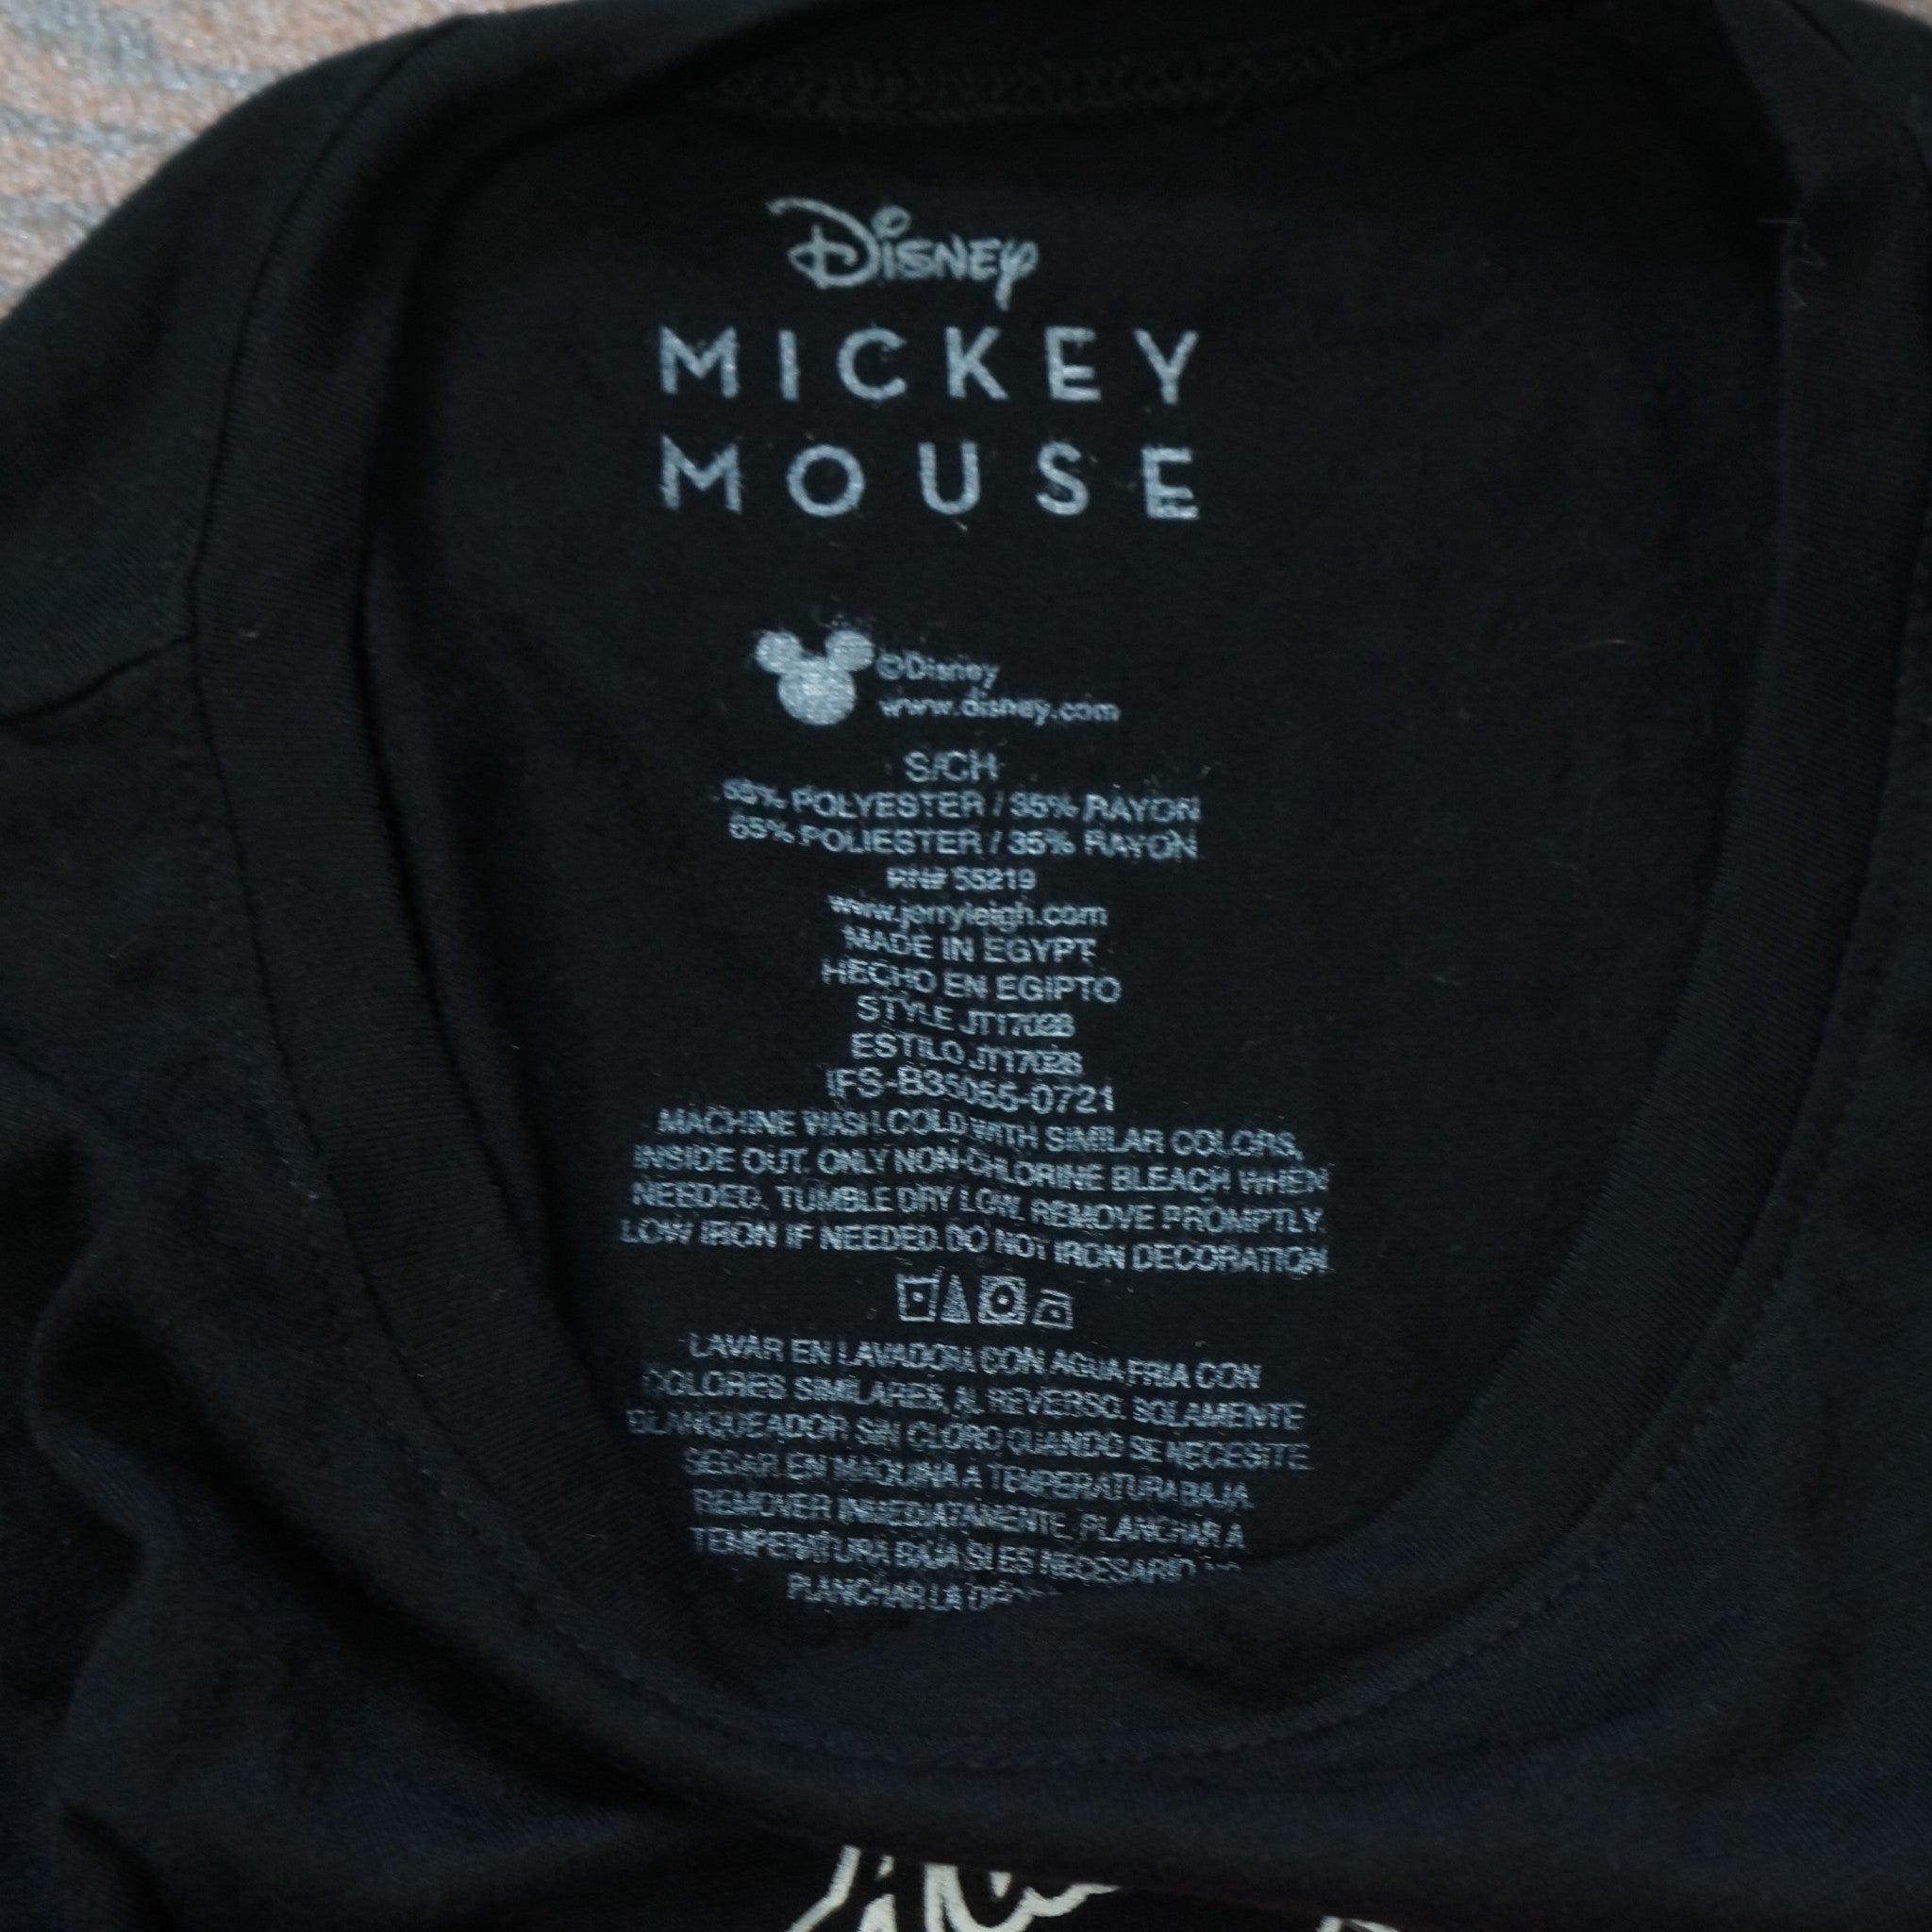 Disney
MICKEY
MOUSE
©Disney
www.disney.com
S/CH
65% POLYESTER / 35% RAYON
65% POLIESTER / 35% RAYON
RN# 55219
www.jerryleigh.com
MADE IN EGYPT
HECHO EN EGIPTO
STYLE JT17028
ESTILO JT17028
IFS-B35055-0721
MACHINE WASH COLD WITH SIMILAR COLORS,
INSIDE OUT. ONLY NON-CHLORINE BLEACH WHEN
NEEDED. TUMBLE DRY LOW. REMOVE PROMPTLY.
LOW IRON IF NEEDED. DO NOT IRON DECORATION.
LAVAR EN LAVADORA CON AGUA FRIA CON
COLORES SIMILARES, AL REVERSO. SOLAMENTE
BLANQUEADOR SIN CLORO CUANDO SE NECESITE.
SECAR EN MAQUINA A TEMPERATURA BAJA.
REMOVER INMEDIATAMENTE. PLANCHAR A
TEMPERATURA BAJA SI ES NECESARIO.
PLANCHAR LA